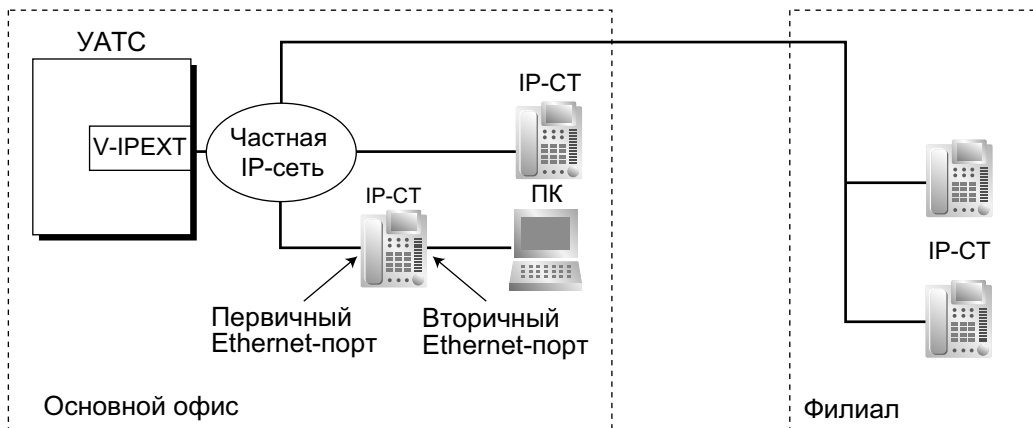 УАТС
V-IPEXT
Частная
IP-сеть
IP-СТ
IP-СТ
ПК
Первичный
Ethernet-порт
Вторичный
Ethernet-порт
Основной офис
IP-СТ
Филиал